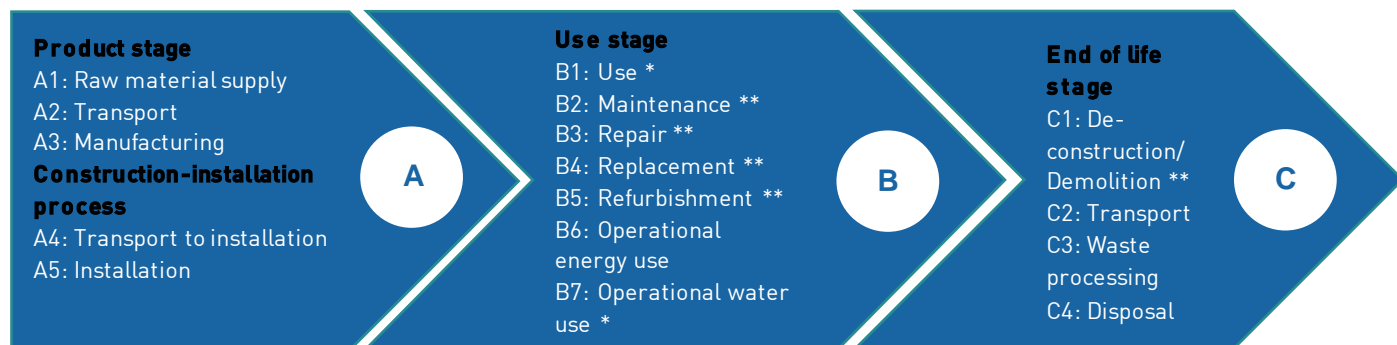 Product stage
A1: Raw material supply
A2: Transport
A3: Manufacturing
Construction-installation
process
A4: Transport to installation
A5: Installation
A
Use stage
B1: Use *
B2: Maintenance **
B3: Repair **
B4: Replacement **
B5: Refurbishment **
B6: Operational
energy use
B7: Operational water
use *
B
End of life
stage
C1: De-
construction/
Demolition **
C2: Transport
C3: Waste
processing
C4: Disposal
C